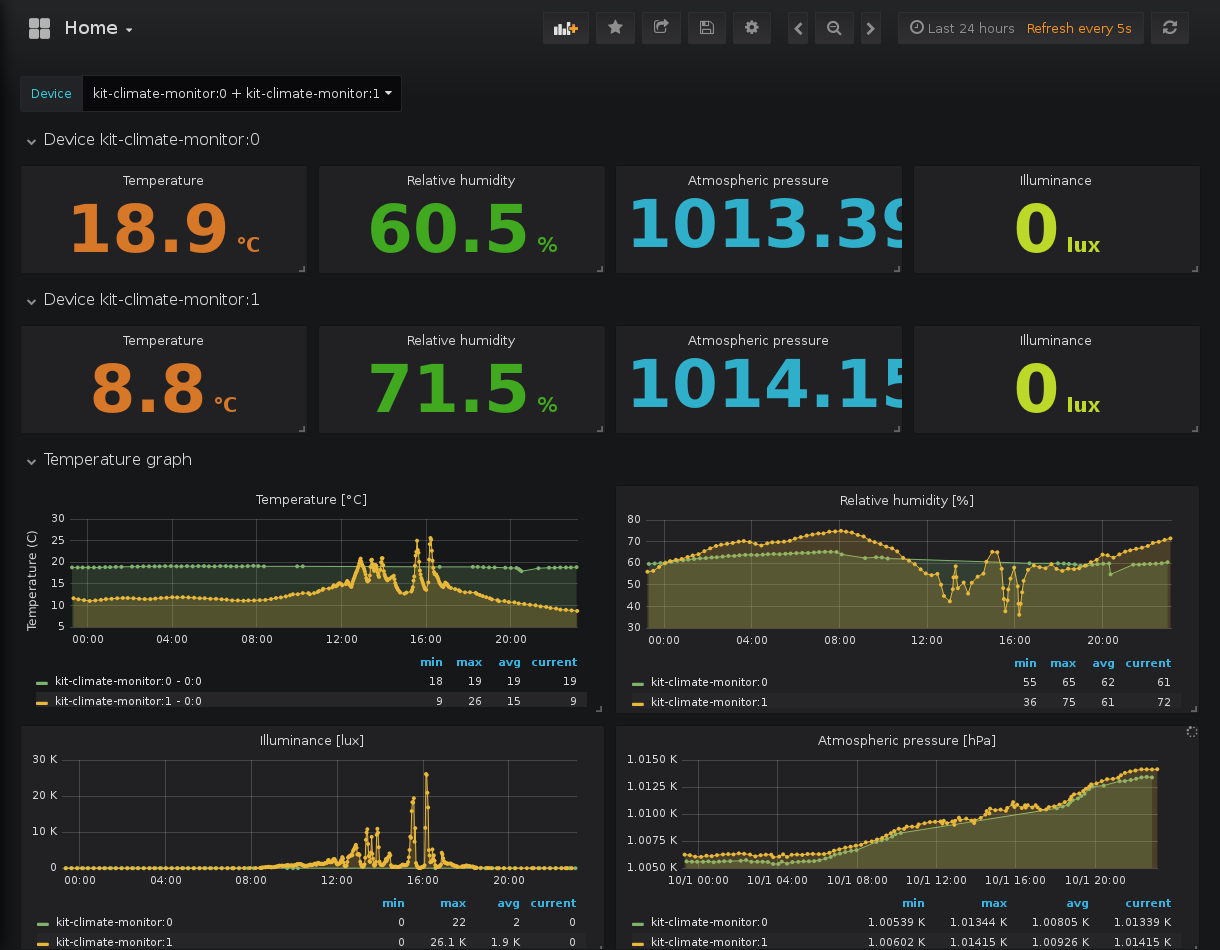 Home
Last 24 hours Refresh every 5s
Device kit-climate-monitor:0 + kit-climate-monitor:1
Device kit-climate-monitor:0
Temperature Relative humidity Atmospheric pressure Illuminance
18.9 °C 60.5 % 1013.39 0 lux
Device kit-climate-monitor:1
Temperature Relative humidity Atmospheric pressure Illuminance
8.8 °C 71.5 % 1014.15 0 lux
Temperature graph
Temperature [°C]
Temperature (C)
30
25
20
15
10
5
00:00 04:00 08:00 12:00 16:00 20:00
min max avg current
kit-climate-monitor:0 - 0:0 18 19 19 19
kit-climate-monitor:1 - 0:0 9 26 15 9
Relative humidity [%]
80
70
60
50
40
30
00:00 04:00 08:00 12:00 16:00 20:00
min max avg current
kit-climate-monitor:0 55 65 62 61
kit-climate-monitor:1 36 75 61 72
Illuminance [lux]
30 K
20 K
10 K
0
00:00 04:00 08:00 12:00 16:00 20:00
min max avg current
kit-climate-monitor:0 0 22 2 0
kit-climate-monitor:1 0 26.1 K 1.9 K 0
Atmospheric pressure [hPa]
1.0150 K
1.0125 K
1.0100 K
1.0075 K
1.0050 K
10/1 00:00 10/1 04:00 10/1 08:00 10/1 12:00 10/1 16:00 10/1 20:00
min max avg current
kit-climate-monitor:0 1.00539 K 1.01344 K 1.00805 K 1.01339 K
kit-climate-monitor:1 1.00602 K 1.01415 K 1.00926 K 1.01415 K